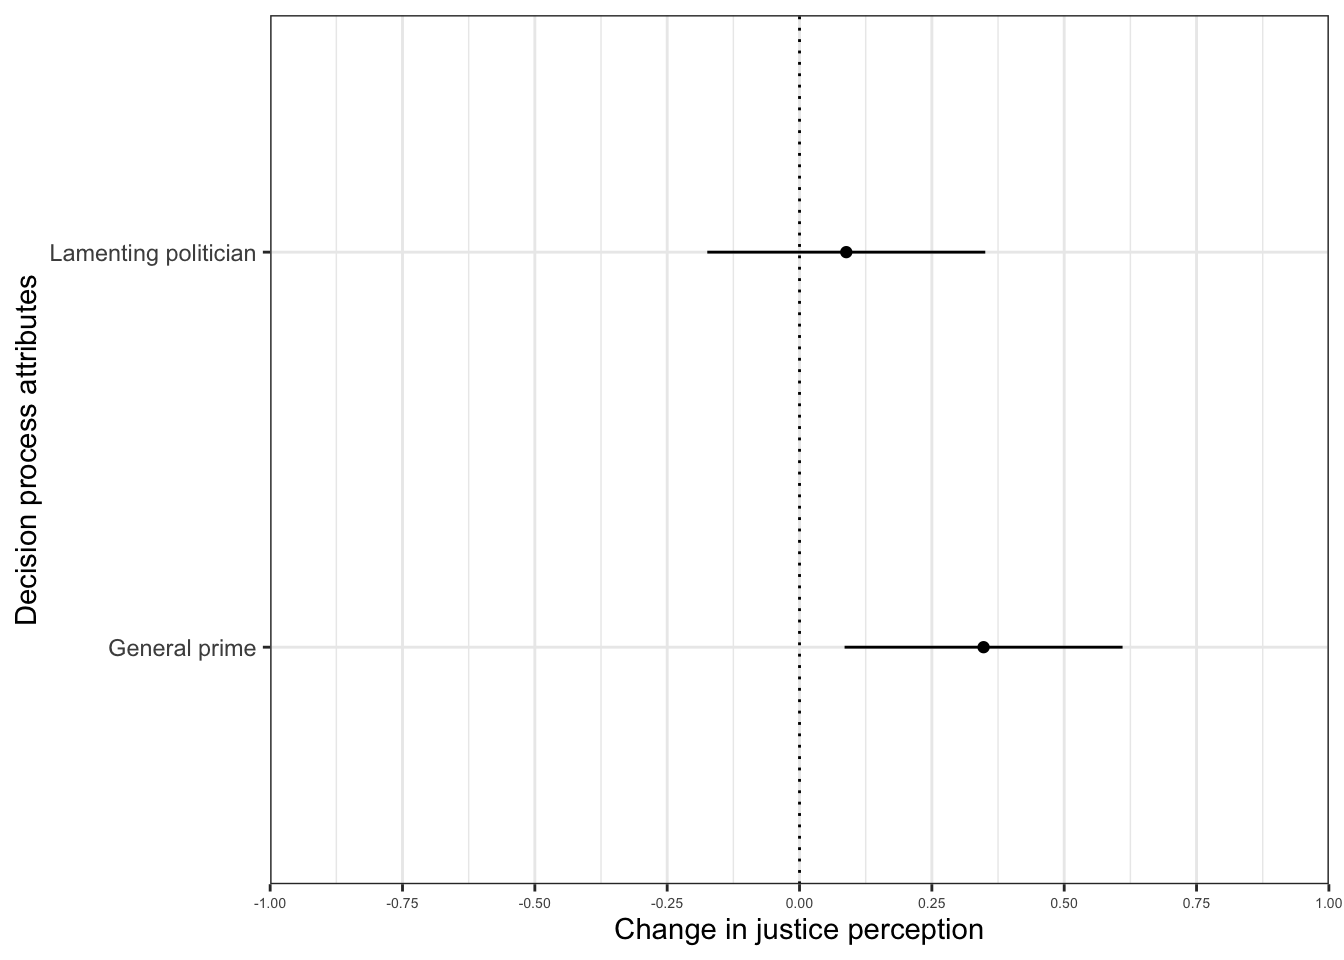 Decision process attributes
Lamenting politician
General prime
-1.00 -0.75 -0.50 -0.25 0.00 0.25 0.50 0.75 1.00
Change in justice perception